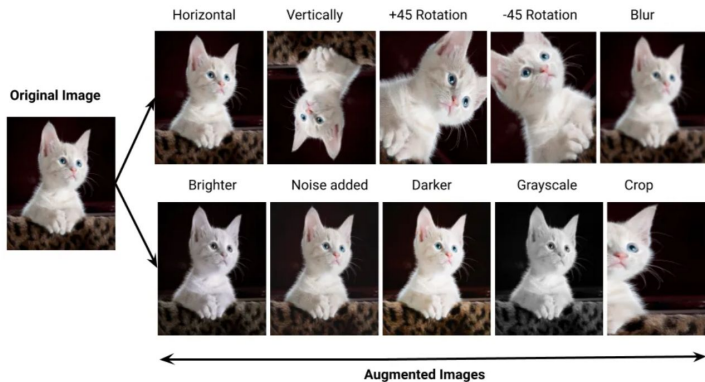 Horizontal Vertically +45 Rotation -45 Rotation Blur
Original Image
Brighter Noise added Darker Grayscale Crop
Augmented Images